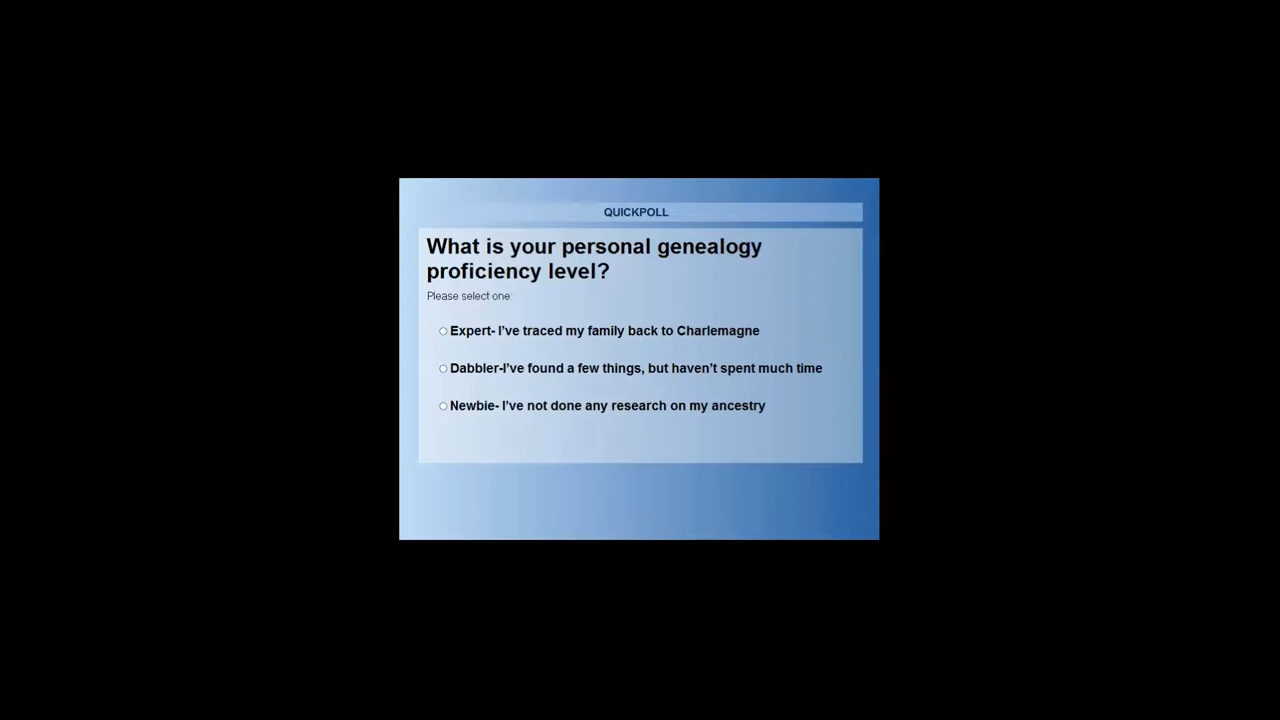 QUICKPOLL
What is your personal genealogy
proficiency level?
Please select one:
Expert- I've traced my family back to Charlemagne
Dabbler-I've found a few things, but haven't spent much time
Newbie- I've not done any research on my ancestry